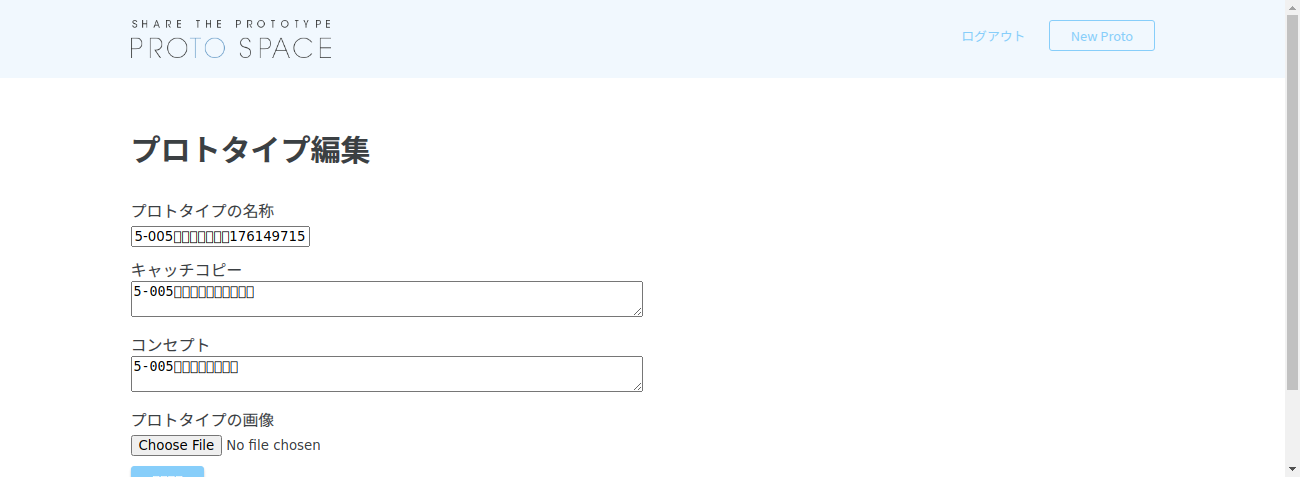 SHARE THE PROTOTYPE
PROTO SPACE
ログアウト
New Proto
プロトタイプ編集
プロトタイプの名称
5-005▯▯▯▯▯▯▯176149715
キャッチコピー
5-005▯▯▯▯▯▯▯▯▯▯
コンセプト
5-005▯▯▯▯▯▯▯▯
プロトタイプの画像
Choose File No file chosen